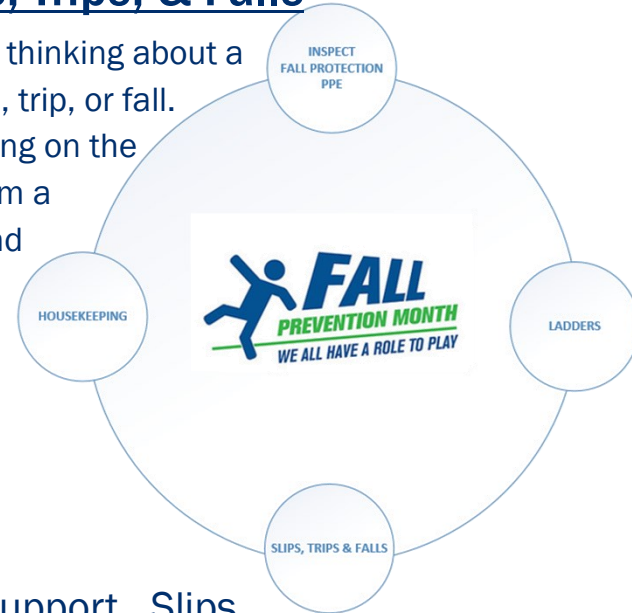 , Trips, & Falls
thinking about a
, trip, or fall.
ng on the
m a
nd
INSPECT
FALL PROTECTION
PPE
HOUSEKEEPING
FALL
PREVENTION MONTH
WE ALL HAVE A ROLE TO PLAY
LADDERS
SLIPS, TRIPS & FALLS
upport. Slips